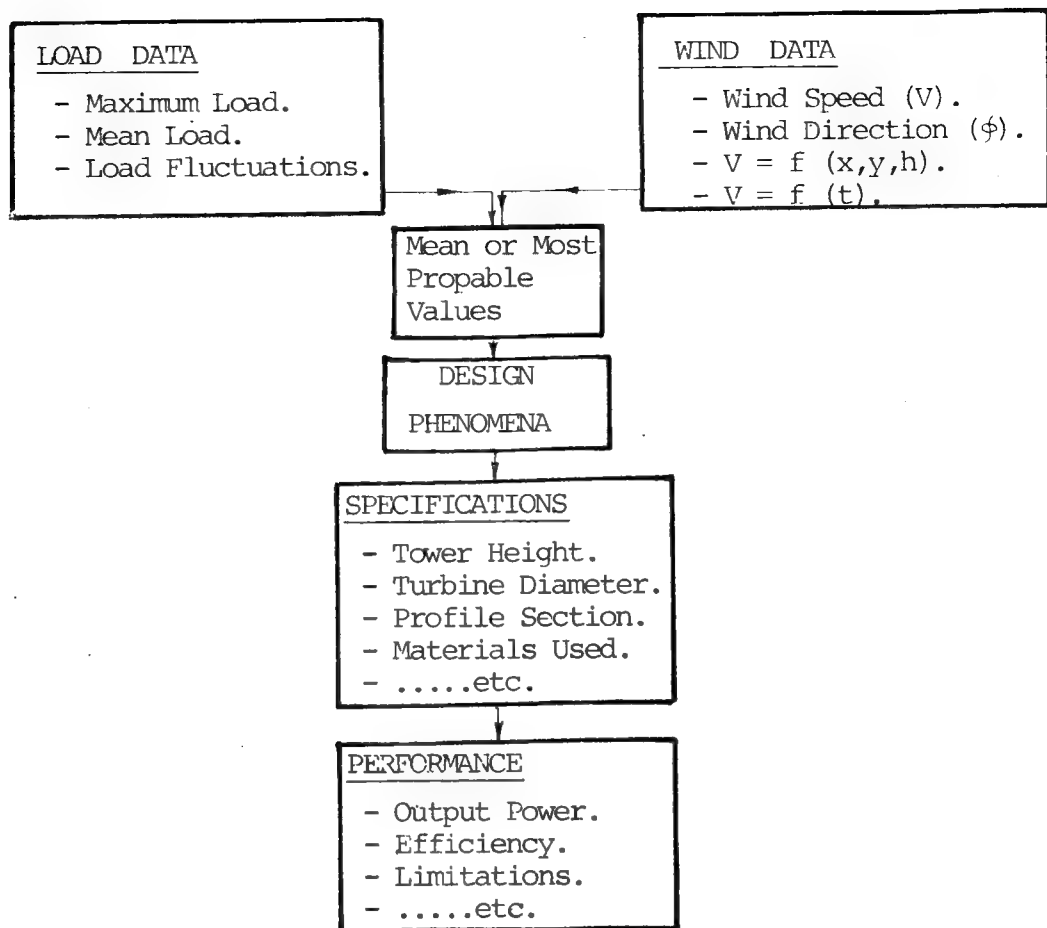 LOAD DATA
- Maximum Load.
- Mean Load.
- Load Fluctuations.
WIND DATA
- Wind Speed (V).
- Wind Direction (ϕ).
- V = f (x,y,h).
- V = f (t).
Mean or Most
Propable
Values
DESIGN
PHENOMENA
SPECIFICATIONS
- Tower Height.
- Turbine Diameter.
- Profile Section.
- Materials Used.
- .....etc.
PERFORMANCE
- Output Power.
- Efficiency.
- Limitations.
- .....etc.